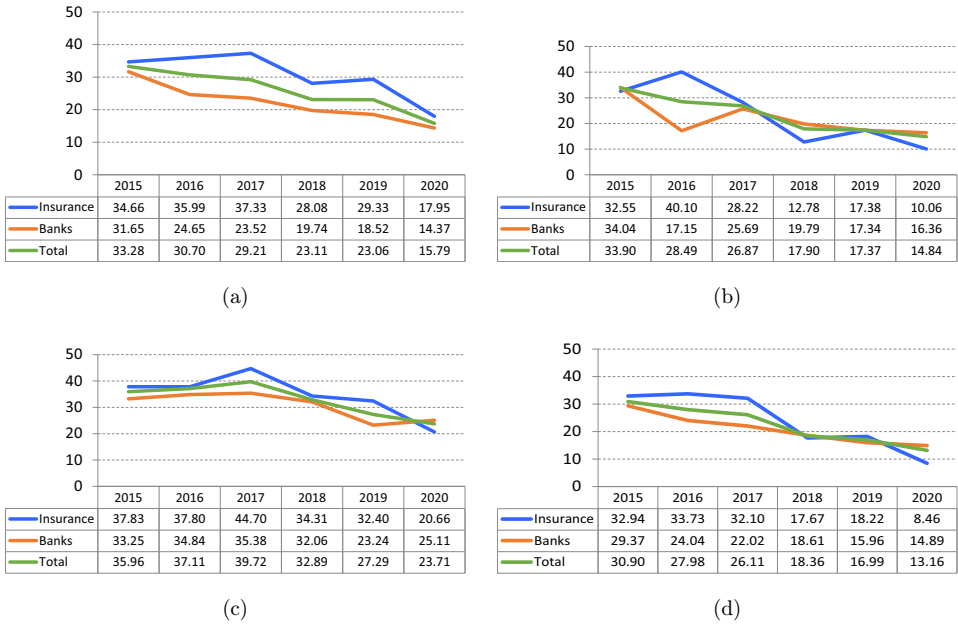 50
40
30
20
10
0
2015 2016 2017 2018 2019 2020
Insurance 34.66 35.99 37.33 28.08 29.33 17.95
Banks 31.65 24.65 23.52 19.74 18.52 14.37
Total 33.28 30.70 29.21 23.11 23.06 15.79
(a)
50
40
30
20
10
0
2015 2016 2017 2018 2019 2020
Insurance 32.55 40.10 28.22 12.78 17.38 10.06
Banks 34.04 17.15 25.69 19.79 17.34 16.36
Total 33.90 28.49 26.87 17.90 17.37 14.84
(b)
50
40
30
20
10
0
2015 2016 2017 2018 2019 2020
Insurance 37.83 37.80 44.70 34.31 32.40 20.66
Banks 33.25 34.84 35.38 32.06 23.24 25.11
Total 35.96 37.11 39.72 32.89 27.29 23.71
(c)
50
40
30
20
10
0
2015 2016 2017 2018 2019 2020
Insurance 32.94 33.73 32.10 17.67 18.22 8.46
Banks 29.37 24.04 22.02 18.61 15.96 14.89
Total 30.90 27.98 26.11 18.36 16.99 13.16
(d)